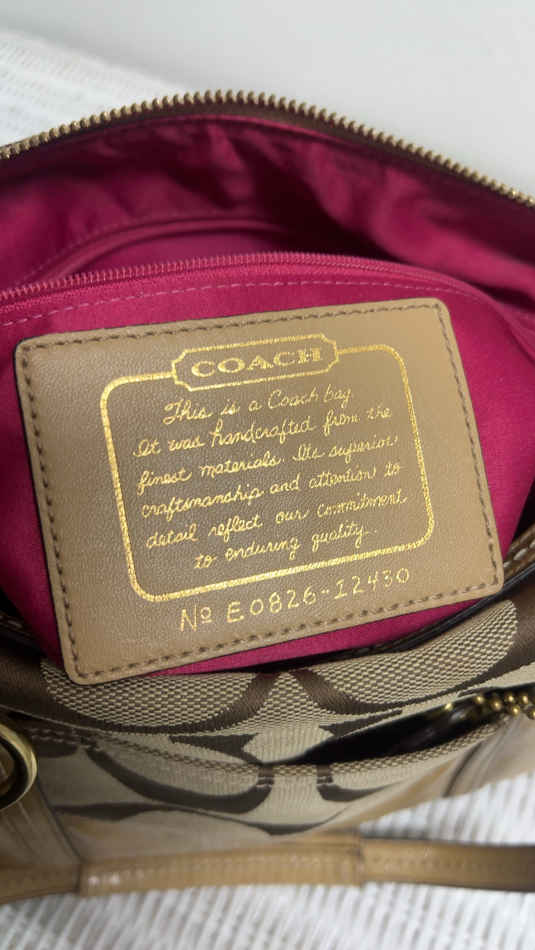 COACH
This is a Coach bag.
It was handcrafted from the
finest materials. Its superior
craftsmanship and attention to
detail reflect our commitment
to enduring quality.
Nº E0826-12430